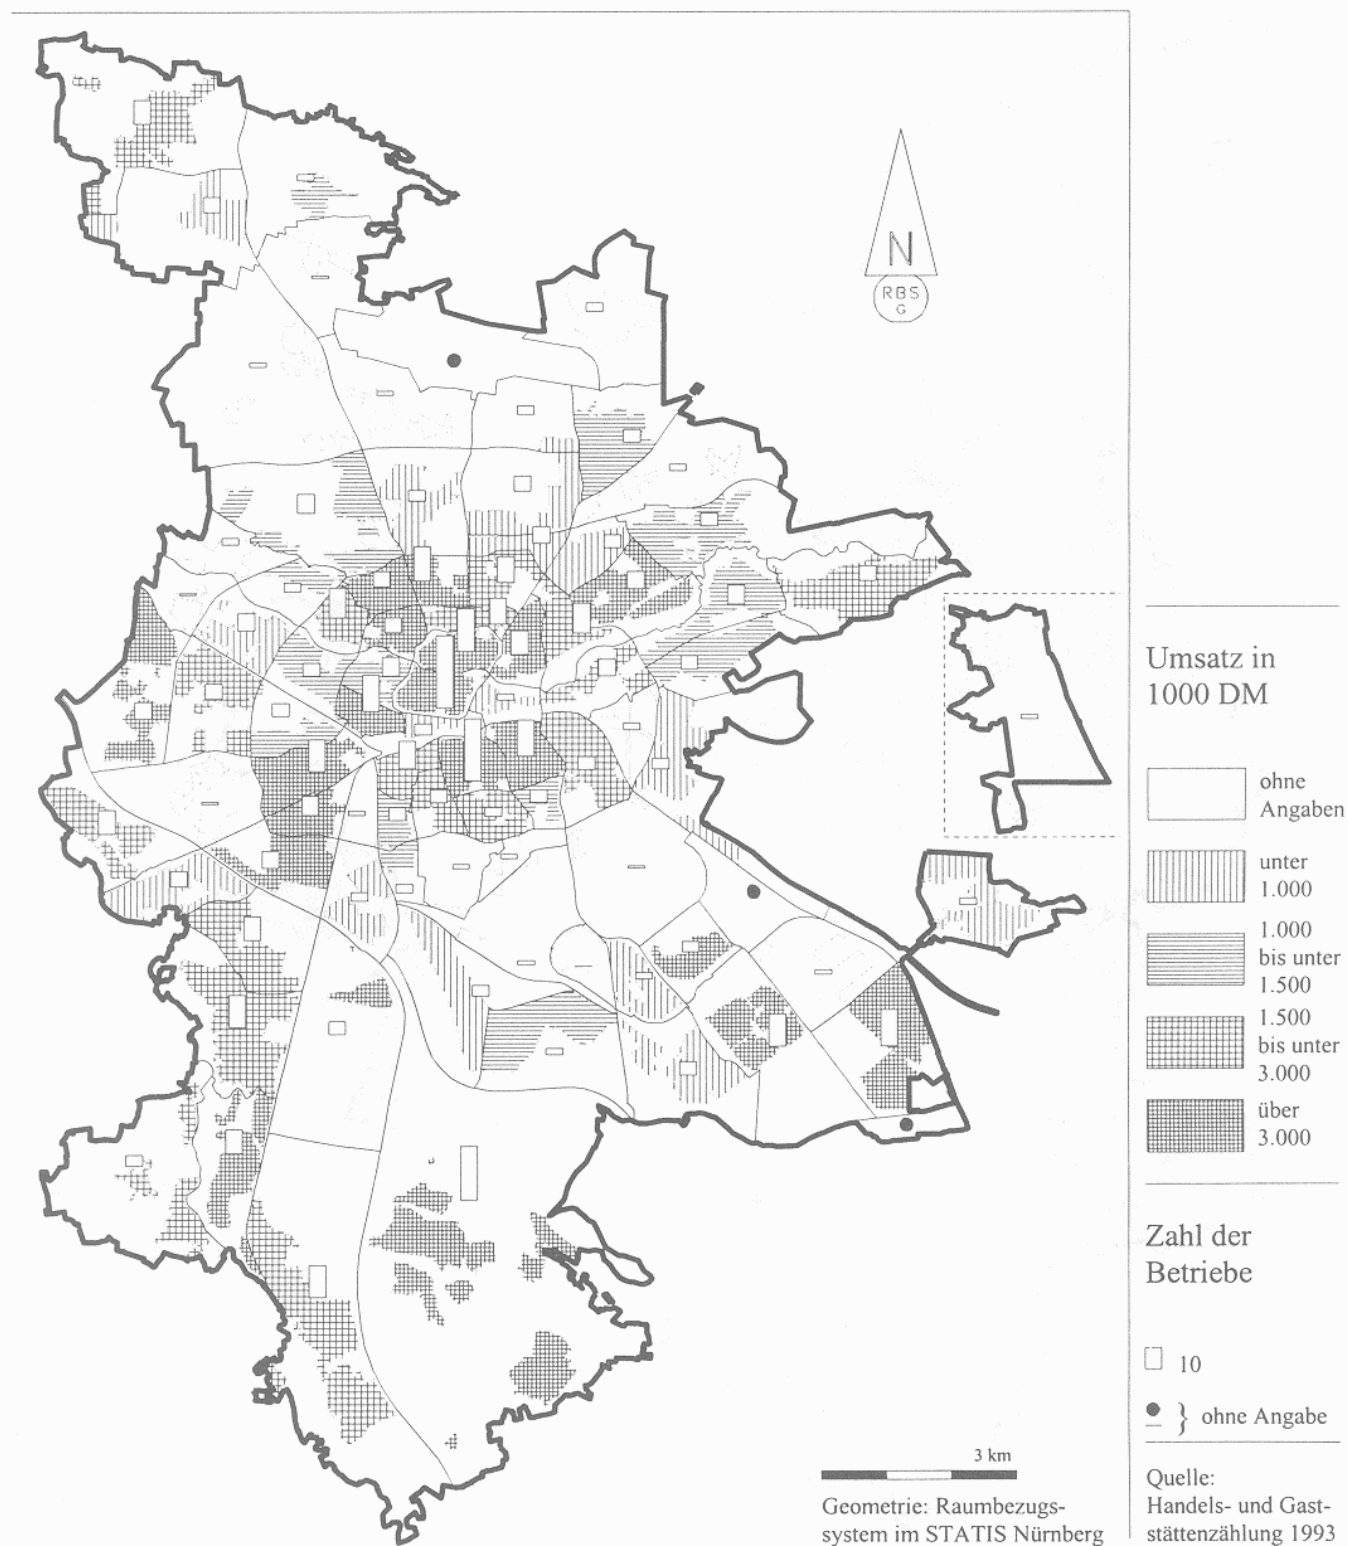 N
RBS
G
Umsatz in
1000 DM
ohne
Angaben
unter
1.000
1.000
bis unter
1.500
1.500
bis unter
3.000
über
3.000
Zahl der
Betriebe
10
} ohne Angabe
3 km
Geometrie: Raumbezugs-
system im STATIS Nürnberg
Quelle:
Handels- und Gast-
stättenzählung 1993